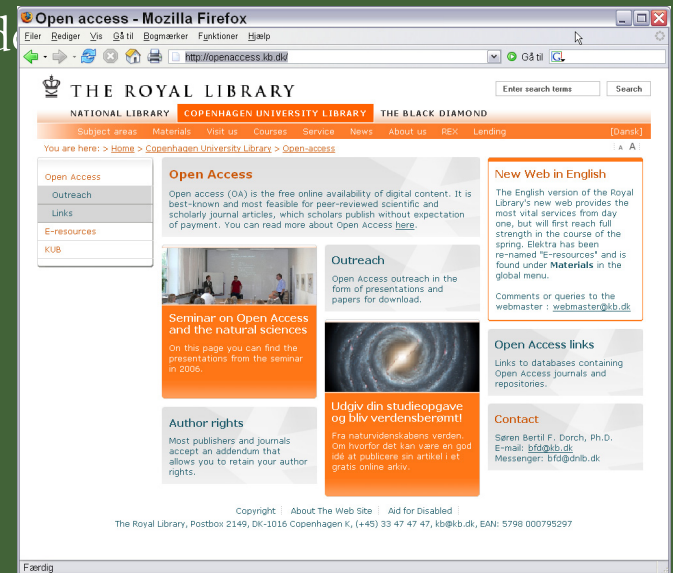 Open access - Mozilla Firefox
Filer Rediger Vis Gå til Bogmærker Funktioner Hjælp
http://openaccess.kb.dk/ Gå til G
THE ROYAL LIBRARY
Enter search terms Search
NATIONAL LIBRARY COPENHAGEN UNIVERSITY LIBRARY THE BLACK DIAMOND
Subject areas Materials Visit us Courses Service News About us REX Lending [Dansk]
You are here: > Home > Copenhagen University Library > Open-access A A
Open Access
Outreach
Links
E-resources
KUB
Open Access
Open access (OA) is the free online availability of digital content. It is
best-known and most feasible for peer-reviewed scientific and
scholarly journal articles, which scholars publish without expectation
of payment. You can read more about Open Access here.
Seminar on Open Access
and the natural sciences
On this page you can find the
presentations from the seminar
in 2006.
Author rights
Most publishers and journals
accept an addendum that
allows you to retain your author
rights.
Outreach
Open Access outreach in the
form of presentations and
papers for download.
Udgiv din studieopgave
og bliv verdensberømt!
Fra naturvidenskabens verden.
Om hvorfor det kan være en god
idé at publicere sin artikel i et
gratis online arkiv.
New Web in English
The English version of the Royal
Library's new web provides the
most vital services from day
one, but will first reach full
strength in the course of the
spring. Elektra has been
re-named "E-resources" and is
found under Materials in the
global menu.
Comments or queries to the
webmaster : webmaster@kb.dk
Open Access links
Links to databases containing
Open Access journals and
repositories.
Contact
Søren Bertil F. Dorch, Ph.D.
E-mail: bfd@kb.dk
Messenger: bfd@dnlb.dk
Copyright About The Web Site Aid for Disabled
The Royal Library, Postbox 2149, DK-1016 Copenhagen K, (+45) 33 47 47 47, kb@kb.dk, EAN: 5798 000795297
Færdig